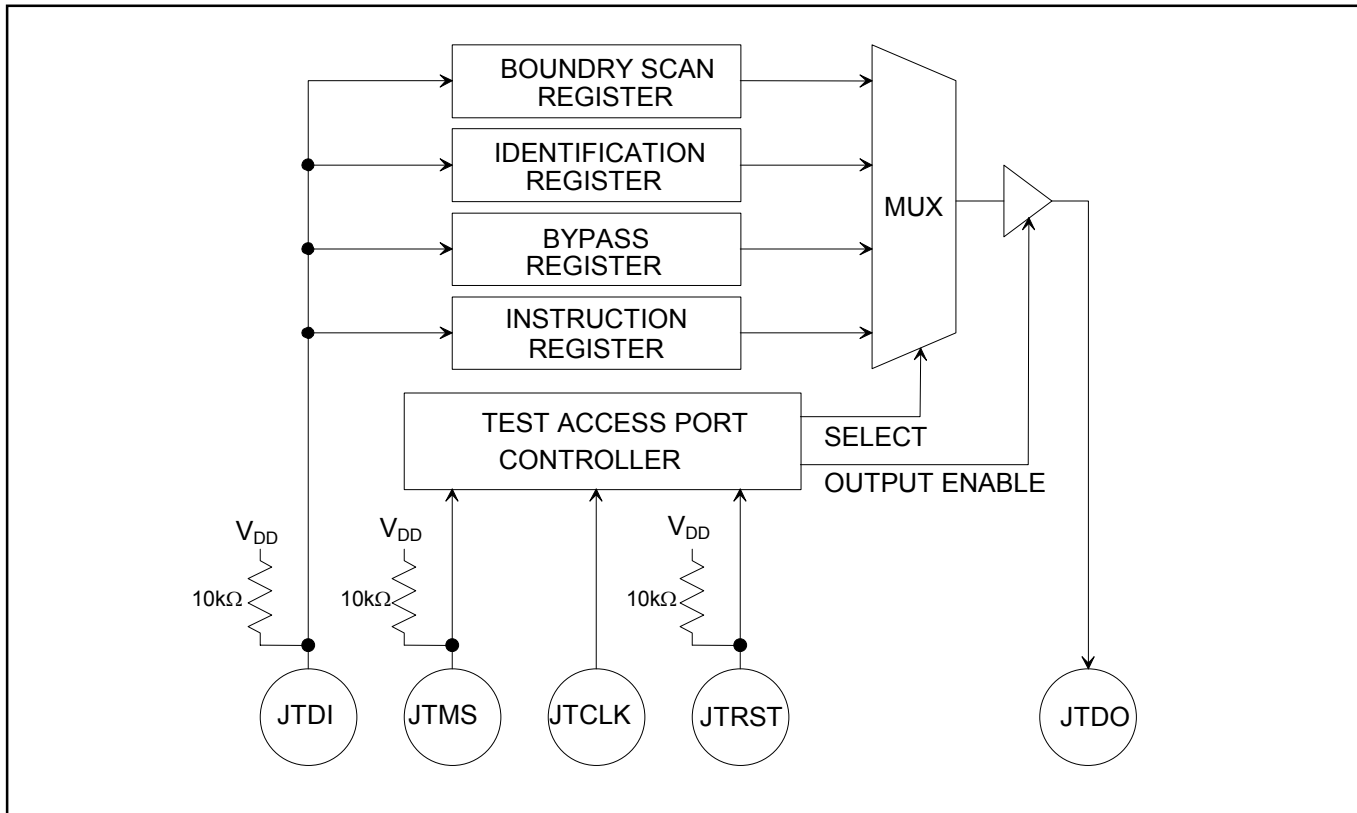 BOUNDRY SCAN
REGISTER
IDENTIFICATION
REGISTER
BYPASS
REGISTER
INSTRUCTION
REGISTER
MUX
TEST ACCESS PORT
CONTROLLER
SELECT
OUTPUT ENABLE
VDD
10kΩ
VDD
10kΩ
VDD
10kΩ
JTDI
JTMS
JTCLK
JTRST
JTDO